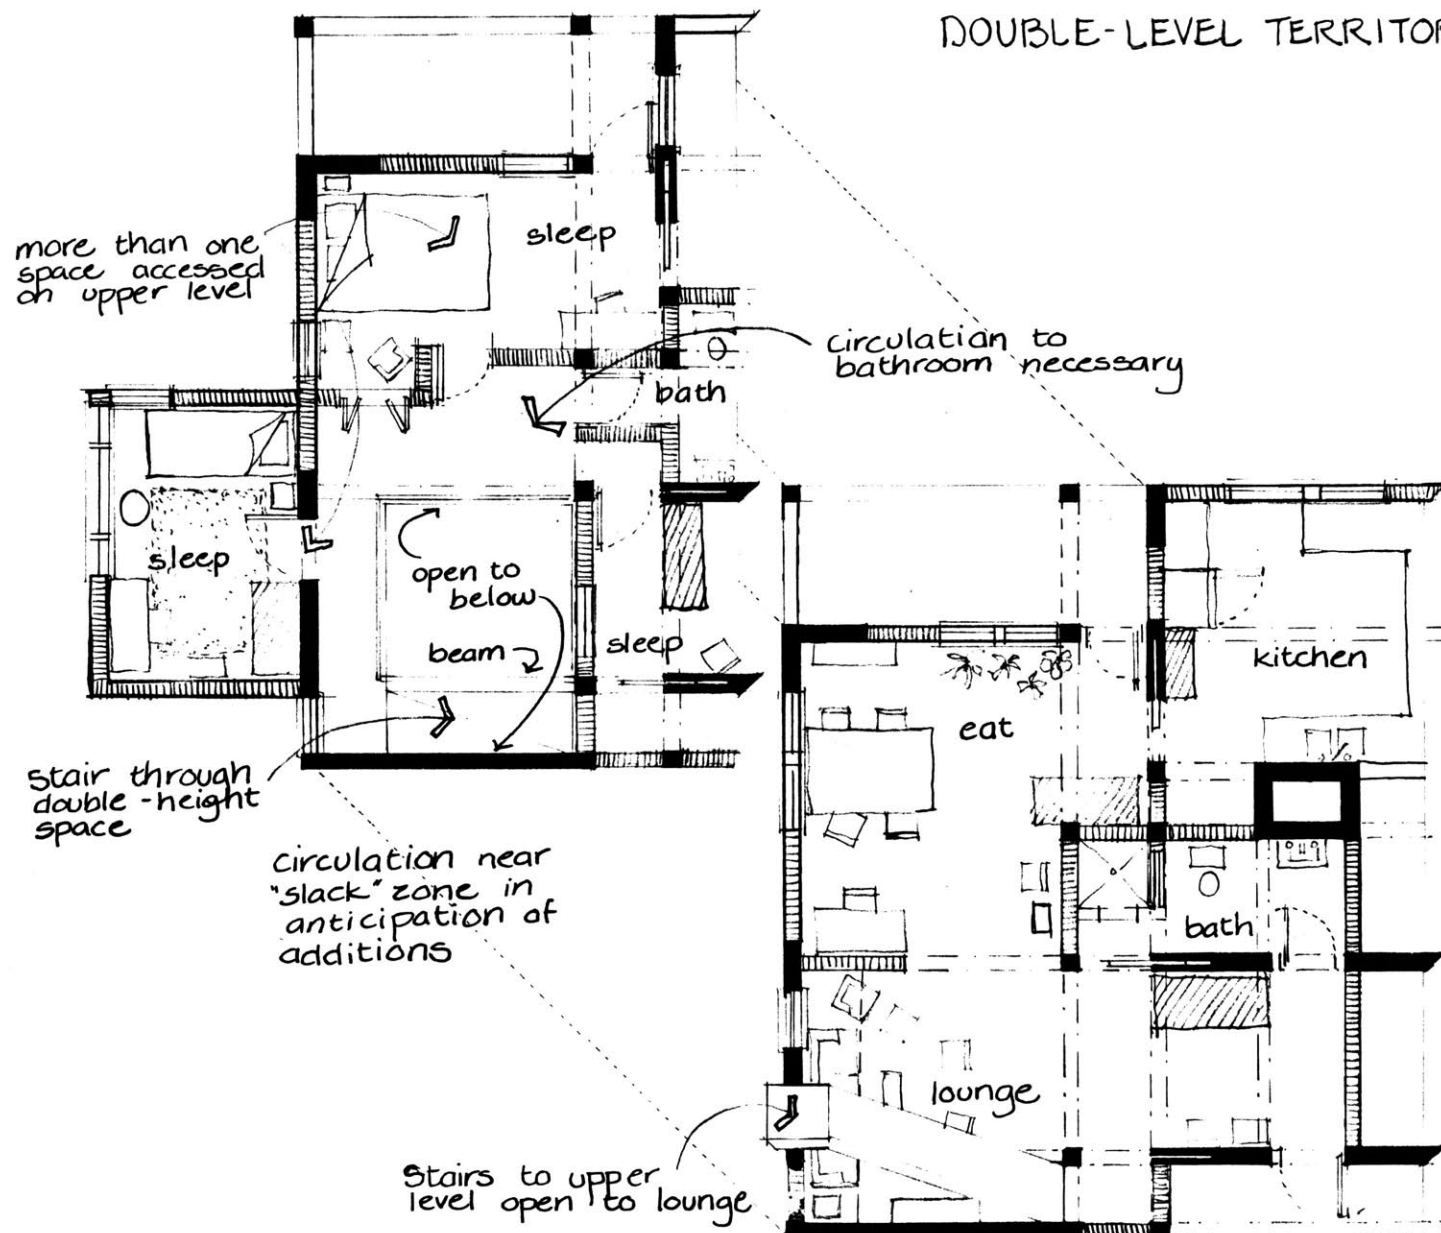 DOUBLE-LEVEL
sleep
more than one
space accessed
on upper level
circulation to
bathroom necessary
bath
sleep
open to
below
beam
sleep
kitchen
eat
stair through
double-height
space
circulation near
"slack" zone in
anticipation of
additions
bath
lounge
Stairs to upper
level open to lounge